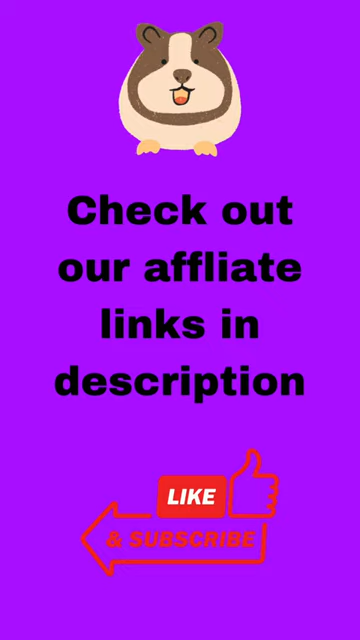 Check out
our affliate
links in
description
LIKE
& SUBSCRIBE